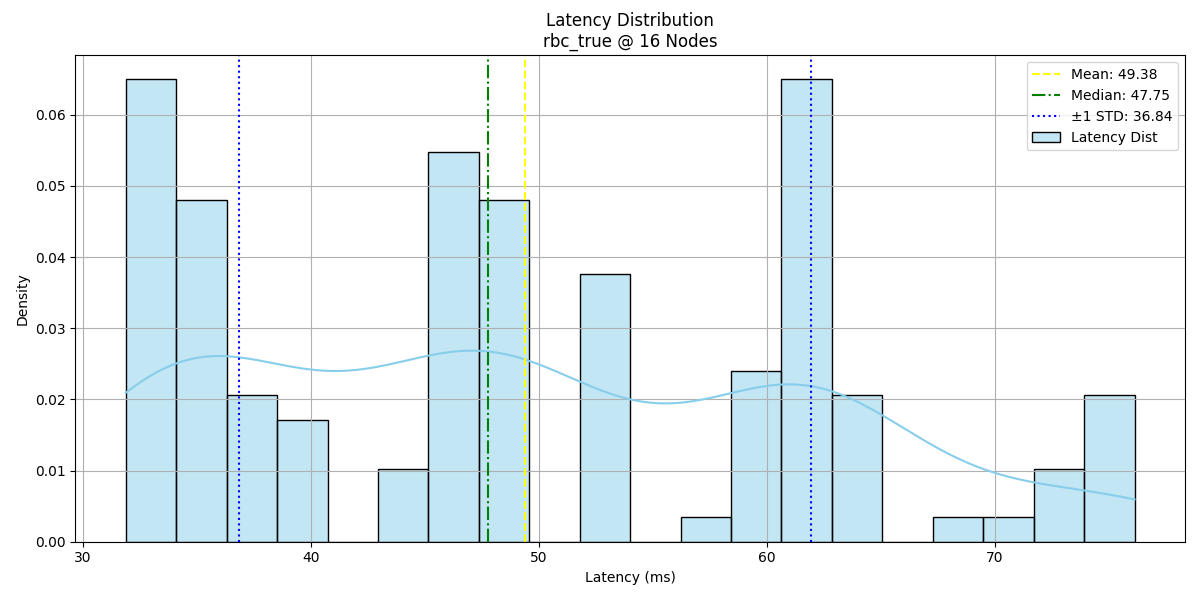 Latency Distribution
rbc_true @ 16 Nodes
Mean: 49.38
Median: 47.75
±1 STD: 36.84
Latency Dist
Density
0.06
0.05
0.04
0.03
0.02
0.01
0.00
30 40 50 60 70
Latency (ms)